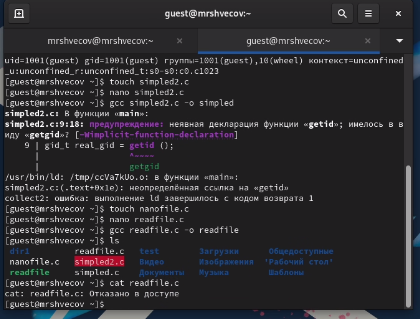 guest@mrshvecov:~
mrshvecov@mrshvecov:~ × guest@mrshvecov:~ ×
uid=1001(guest) gid=1001(guest) группы=1001(guest),10(wheel) контекст=unconfine
d_u:unconfined_r:unconfined_t:s0-s0:c0.c1023
[guest@mrshvecov ~]$ touch simpled2.c
[guest@mrshvecov ~]$ nano simpled2.c
[guest@mrshvecov ~]$ gcc simpled2.c -o simpled
simpled2.c: В функции «main»:
simpled2.c:9:18: предупреждение: неявная декларация функции «getid»; имелось в в
виду «getgid»? [-Wimplicit-function-declaration]
9 | gid_t real_gid = getid ();
| ^~~~~
| getgid
/usr/bin/ld: /tmp/ccVa7kUo.o: в функции «main»:
simpled2.c:(.text+0x1e): неопределённая ссылка на «getid»
collect2: ошибка: выполнение ld завершилось с кодом возврата 1
[guest@mrshvecov ~]$ touch nanofile.c
[guest@mrshvecov ~]$ nano readfile.c
[guest@mrshvecov ~]$ gcc readfile.c -o readfile
[guest@mrshvecov ~]$ ls
dir1 readfile.c test Загрузки Общедоступные
nanofile.c simpled2.c Видео Изображения 'Рабочий стол'
readfile simpled.c Документы Музыка Шаблоны
[guest@mrshvecov ~]$ cat readfile.c
cat: readfile.c: Отказано в доступе
[guest@mrshvecov ~]$